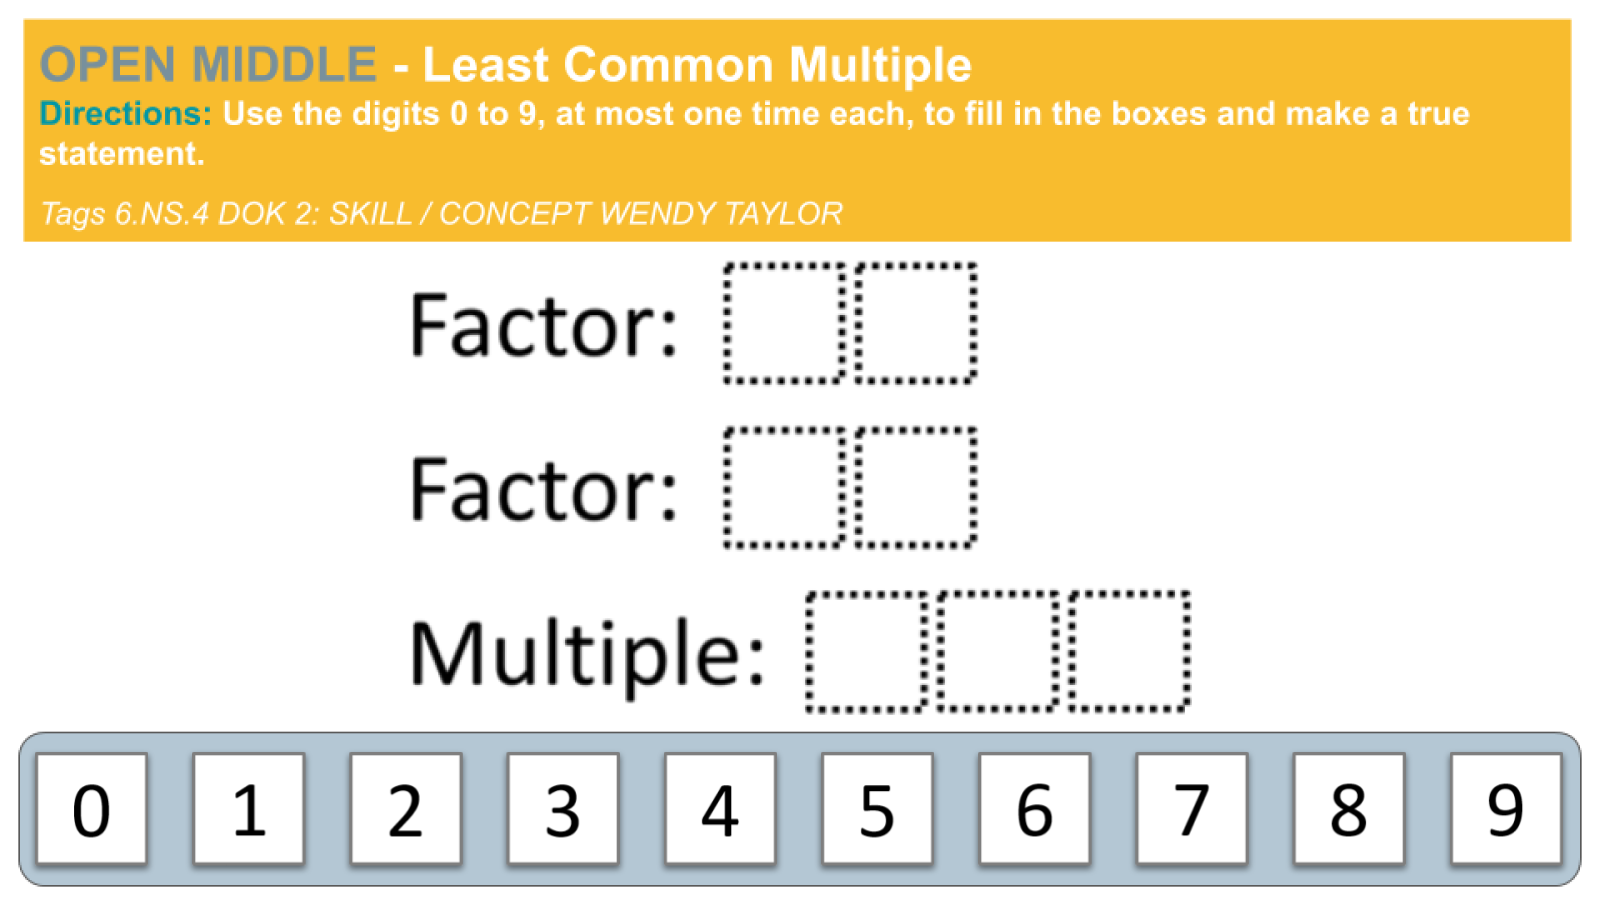 OPEN MIDDLE - Least Common Multiple
Directions: Use the digits 0 to 9, at most one time each, to fill in the boxes and make a true
statement.
Tags 6.NS.4 DOK 2: SKILL / CONCEPT WENDY TAYLOR
Factor:
Factor:
Multiple:
0 1 2 3 4 5 6 7 8 9